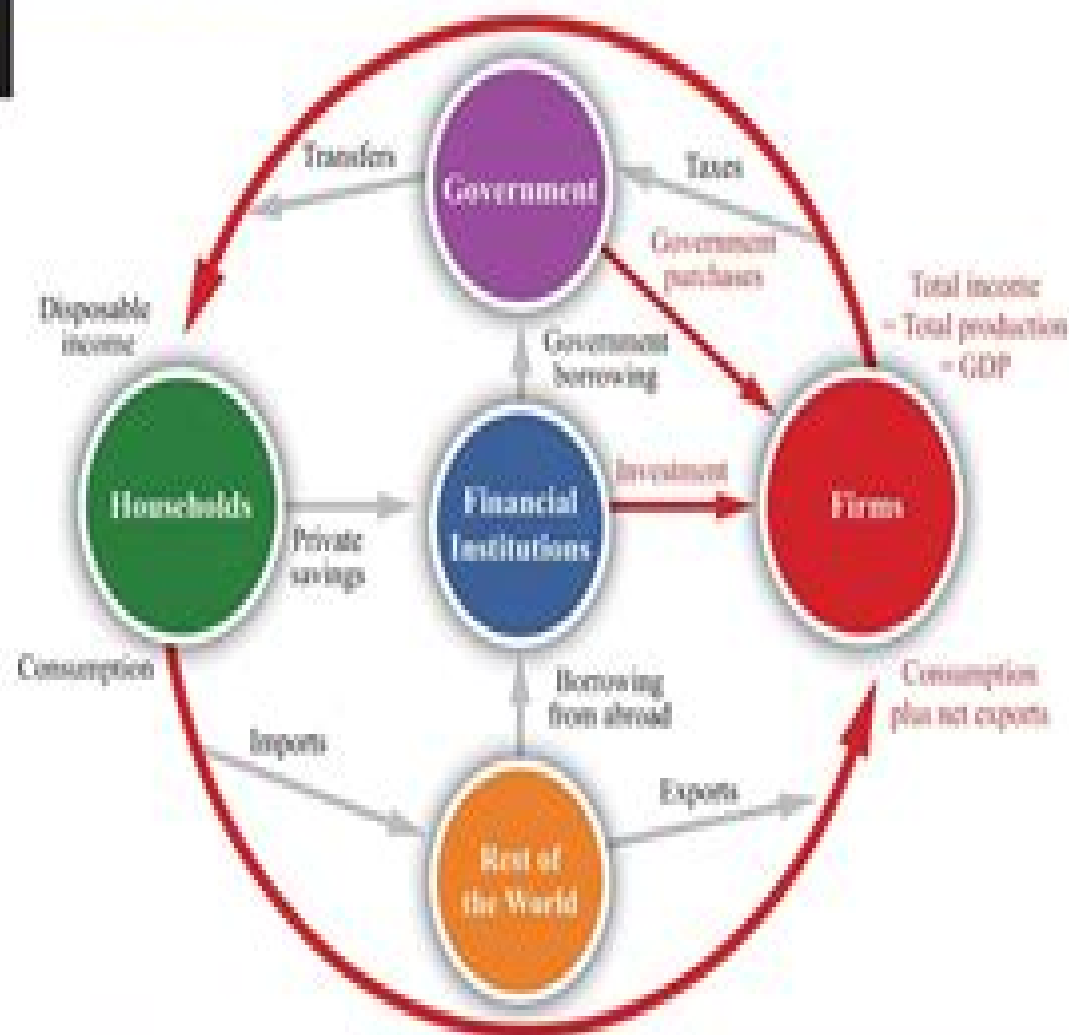 Transfers
Government
Taxes
Government
purchases
Total income
= Total production
= GDP
Disposable
income
Government
borrowing
Households
Private
savings
Financial
Institutions
Investment
Firms
Consumption
Imports
Borrowing
from abroad
Exports
Consumption
plus net exports
Rest of
the World